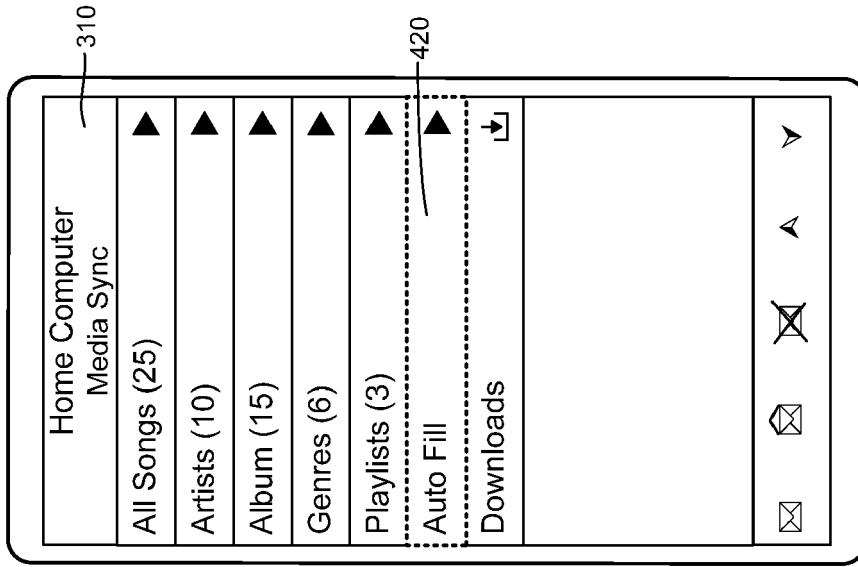 Home Computer
Media Sync
310
All Songs (25)
Artists (10)
Album (15)
Genres (6)
Playlists (3)
Auto Fill
420
Downloads